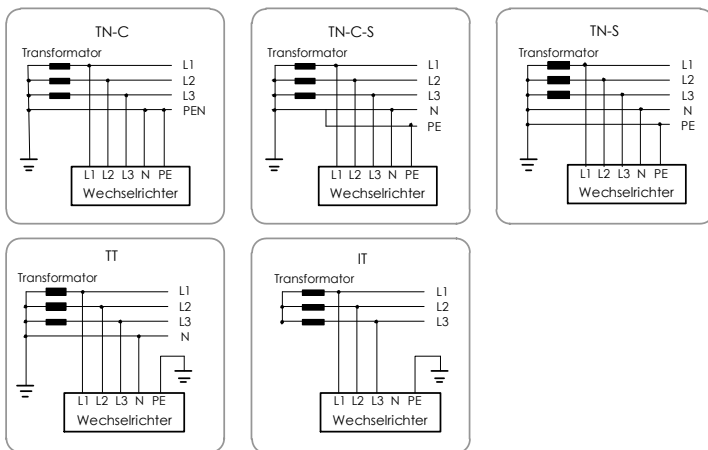 TN-C
Transformator
L1
L2
L3
PEN
L1 L2 L3 N PE
Wechselrichter
TN-C-S
Transformator
L1
L2
L3
N
PE
L1 L2 L3 N PE
Wechselrichter
TN-S
Transformator
L1
L2
L3
N
PE
L1 L2 L3 N PE
Wechselrichter
TT
Transformator
L1
L2
L3
N
L1 L2 L3 N PE
Wechselrichter
IT
Transformator
L1
L2
L3
L1 L2 L3 N PE
Wechselrichter